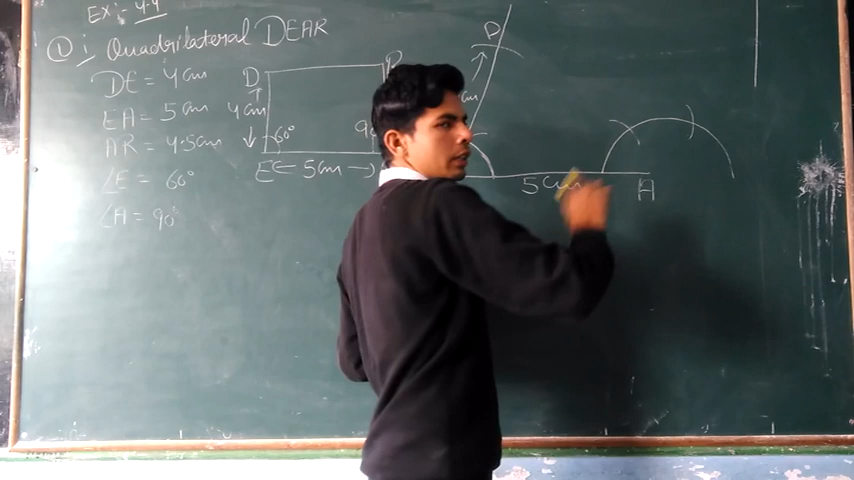 Ex:- 4.4
① i Quadrilateral DEAR
DE = 4cm
EA = 5cm
AR = 4.5cm
∠E = 60°
∠A = 90°
D R
4cm
60° 90
E ← 5cm →
D
cm
5cm A